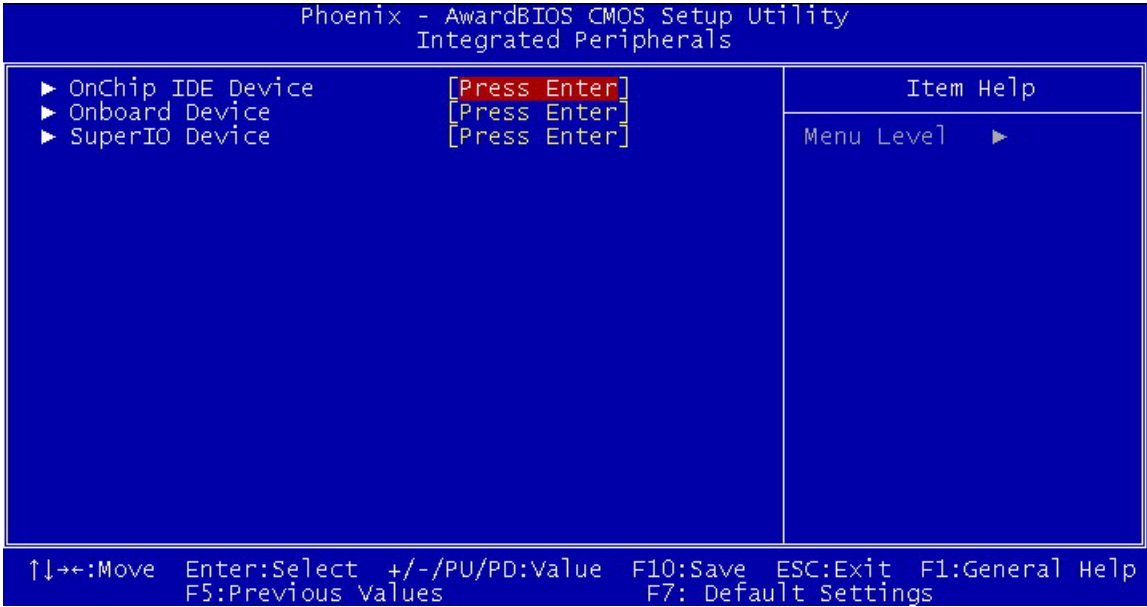 Phoenix - AwardBIOS CMOS Setup Utility
Integrated Peripherals
► OnChip IDE Device [Press Enter]
► Onboard Device [Press Enter]
► SuperIO Device [Press Enter]
Item Help
Menu Level ►
↑↓→←:Move Enter:Select +/-/PU/PD:Value F10:Save ESC:Exit F1:General Help
F5:Previous Values F7: Default Settings